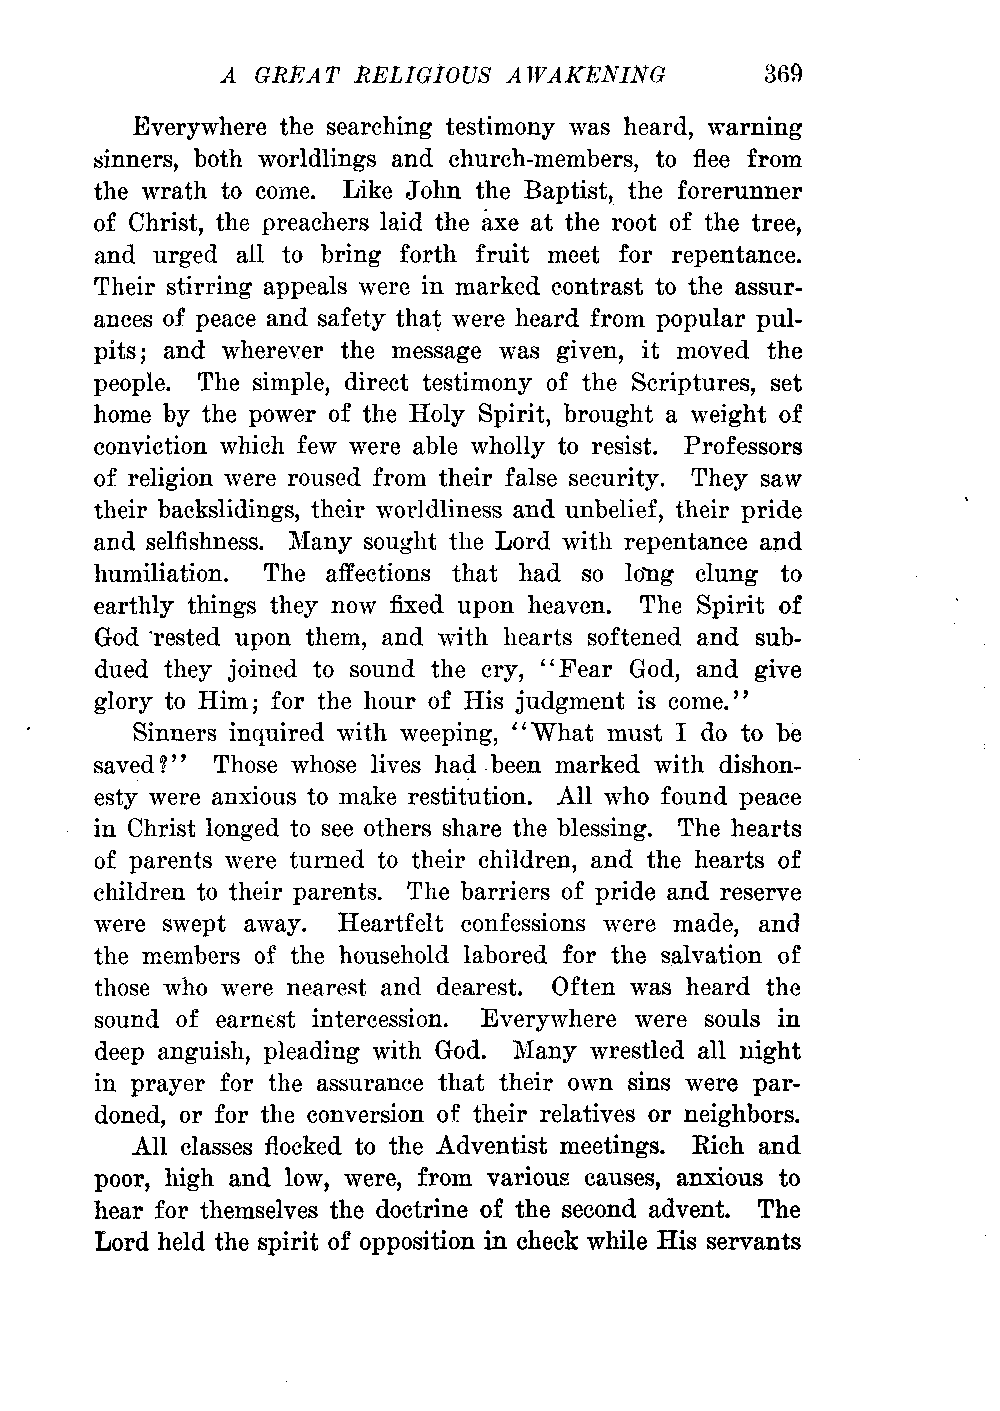 A GREAT RELIGIOUS AWAKENING 369
Everywhere the searching testimony was heard, warning
sinners, both worldlings and church-members, to flee from
the wrath to come. Like John the Baptist, the forerunner
of Christ, the preachers laid the axe at the root of the tree,
and urged all to bring forth fruit meet for repentance.
Their stirring appeals were in marked contrast to the assur-
ances of peace and safety that were heard from popular pul-
pits; and wherever the message was given, it moved the
people. The simple, direct testimony of the Scriptures, set
home by the power of the Holy Spirit, brought a weight of
conviction which few were able wholly to resist. Professors
of religion were roused from their false security. They saw
their backslidings, their worldliness and unbelief, their pride
and selfishness. Many sought the Lord with repentance and
humiliation. The affections that had so long clung to
earthly things they now fixed upon heaven. The Spirit of
God rested upon them, and with hearts softened and sub-
dued they joined to sound the cry, "Fear God, and give
glory to Him; for the hour of His judgment is come."
Sinners inquired with weeping, "What must I do to be
saved?" Those whose lives had been marked with dishon-
esty were anxious to make restitution. All who found peace
in Christ longed to see others share the blessing. The hearts
of parents were turned to their children, and the hearts of
children to their parents. The barriers of pride and reserve
were swept away. Heartfelt confessions were made, and
the members of the household labored for the salvation of
those who were nearest and dearest. Often was heard the
sound of earnest intercession. Everywhere were souls in
deep anguish, pleading with God. Many wrestled all night
in prayer for the assurance that their own sins were par-
doned, or for the conversion of their relatives or neighbors.
All classes flocked to the Adventist meetings. Rich and
poor, high and low, were, from various causes, anxious to
hear for themselves the doctrine of the second advent. The
Lord held the spirit of opposition in check while His servants